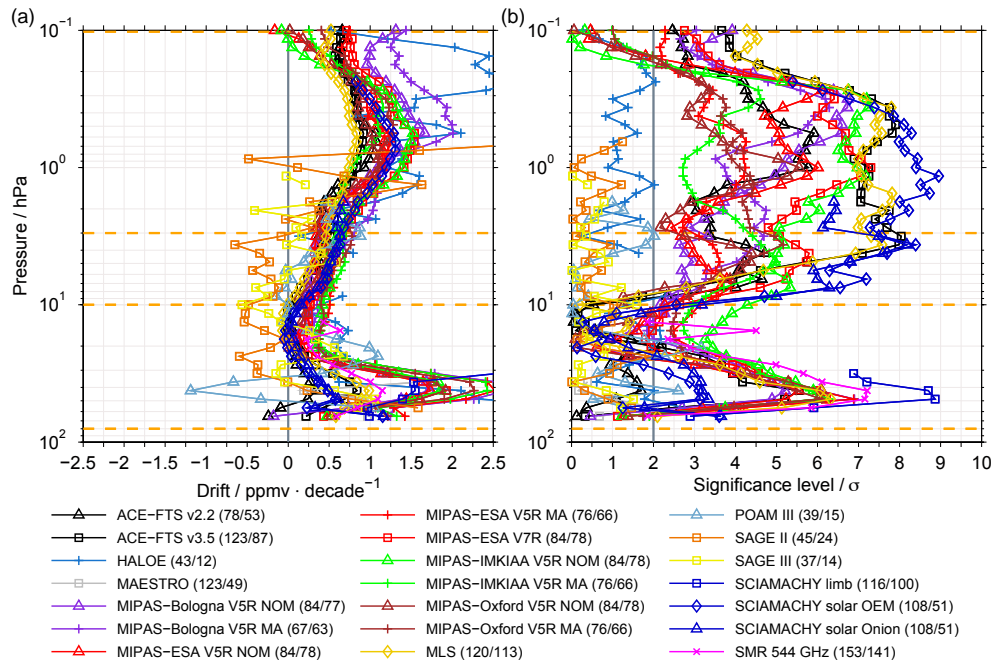 (a)
(b)
10⁻¹
10⁰
10¹
10²
Pressure / hPa
−2.5 −2 −1.5 −1 −0.5 0 0.5 1 1.5 2 2.5
Drift / ppmv · decade⁻¹
10⁻¹
10⁰
10¹
10²
0 1 2 3 4 5 6 7 8 9 10
Significance level / σ
ACE−FTS v2.2 (78/53)
ACE−FTS v3.5 (123/87)
HALOE (43/12)
MAESTRO (123/49)
MIPAS−Bologna V5R NOM (84/77)
MIPAS−Bologna V5R MA (67/63)
MIPAS−ESA V5R NOM (84/78)
MIPAS−ESA V5R MA (76/66)
MIPAS−ESA V7R (84/78)
MIPAS−IMKIAA V5R NOM (84/78)
MIPAS−IMKIAA V5R MA (76/66)
MIPAS−Oxford V5R NOM (84/78)
MIPAS−Oxford V5R MA (76/66)
MLS (120/113)
POAM III (39/15)
SAGE II (45/24)
SAGE III (37/14)
SCIAMACHY limb (116/100)
SCIAMACHY solar OEM (108/51)
SCIAMACHY solar Onion (108/51)
SMR 544 GHz (153/141)